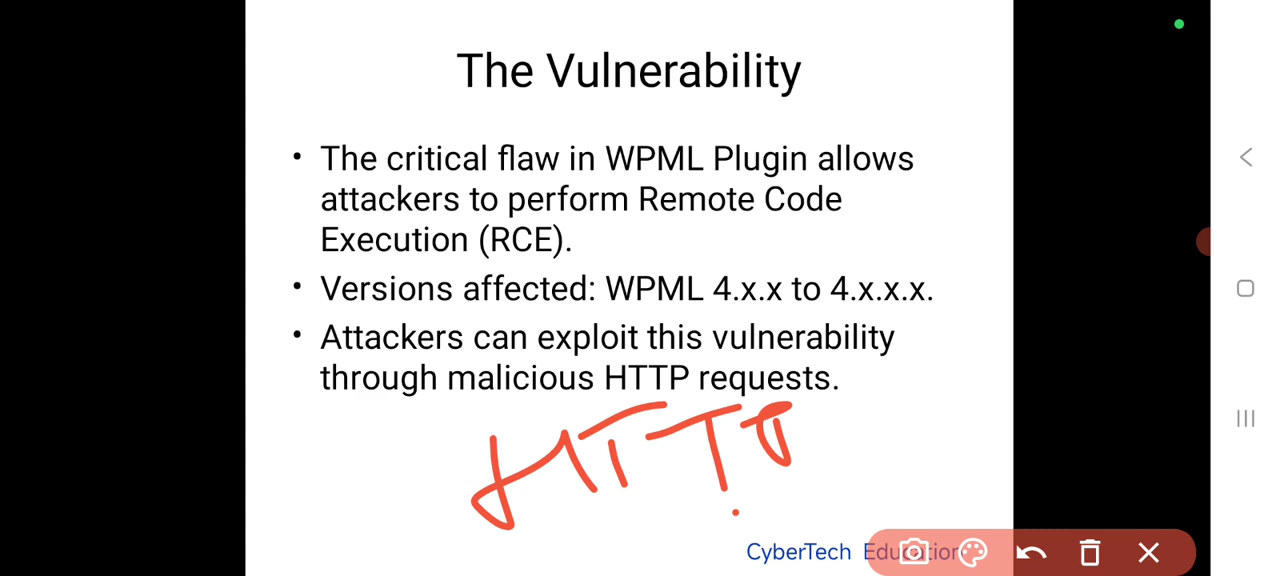 The Vulnerability
• The critical flaw in WPML Plugin allows
attackers to perform Remote Code
Execution (RCE).
• Versions affected: WPML 4.x.x to 4.x.x.x.
• Attackers can exploit this vulnerability
through malicious HTTP requests.
HTTP
CyberTech Education